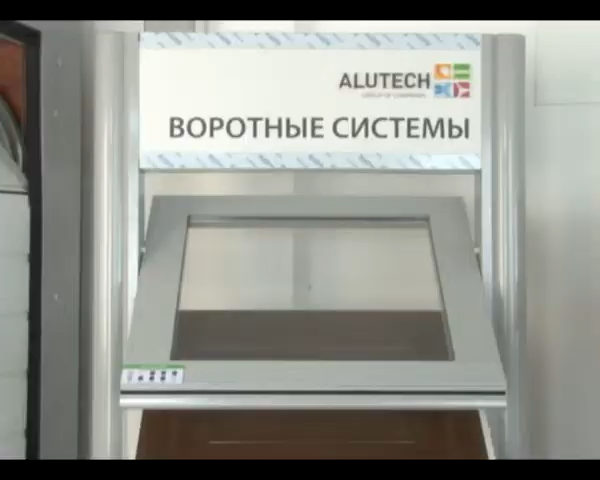 ALUTECH
GROUP OF COMPANIES
ВОРОТНЫЕ СИСТЕМЫ